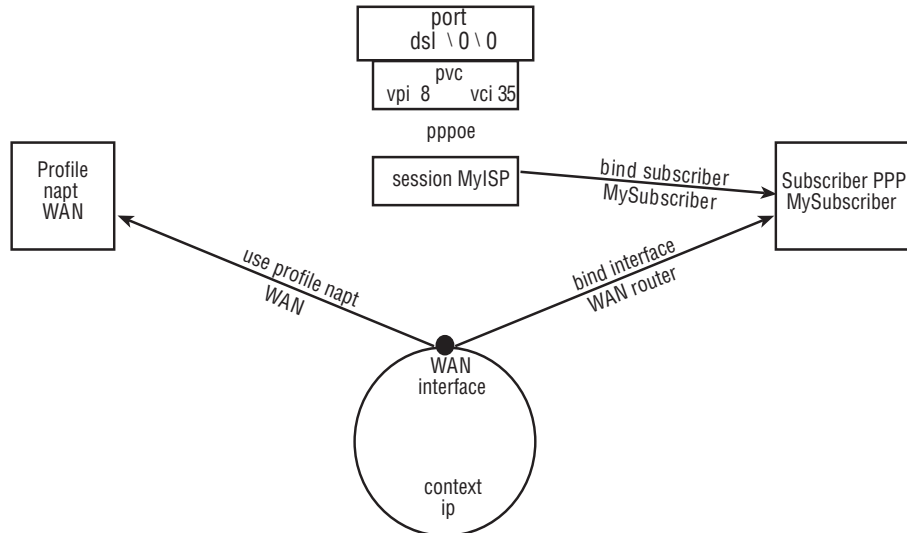 port
dsl \ 0 \ 0
pvc
vpi 8 vci 35
pppoe
session MyISP
bind subscriber
MySubscriber
Profile
napt
WAN
Subscriber PPP
MySubscriber
use profile napt
WAN
bind interface
WAN router
WAN
interface
context
ip